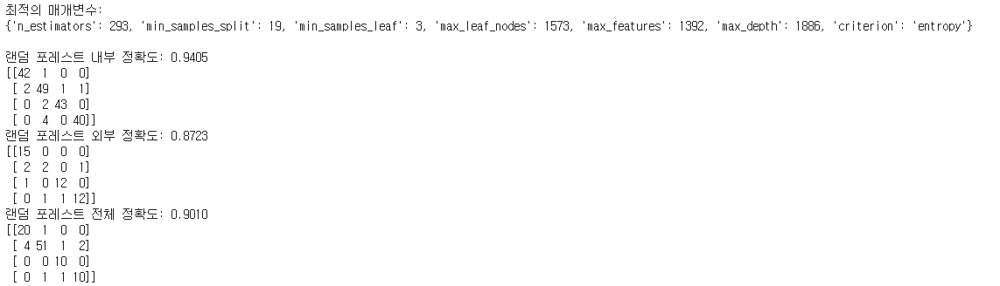 최적의 매개변수:
{'n_estimators': 293, 'min_samples_split': 19, 'min_samples_leaf': 3, 'max_leaf_nodes': 1573, 'max_features': 1392, 'max_depth': 1886, 'criterion': 'entropy'}
랜덤 포레스트 내부 정확도: 0.9405
[[42  1  0  0]
 [ 2 49  1  1]
 [ 0  2 43  0]
 [ 0  4  0 40]]
랜덤 포레스트 외부 정확도: 0.8723
[[15  0  0  0]
 [ 2  2  0  1]
 [ 1  0 12  0]
 [ 0  1  1 12]]
랜덤 포레스트 전체 정확도: 0.9010
[[20  1  0  0]
 [ 4 51  1  2]
 [ 0  0 10  0]
 [ 0  1  1 10]]